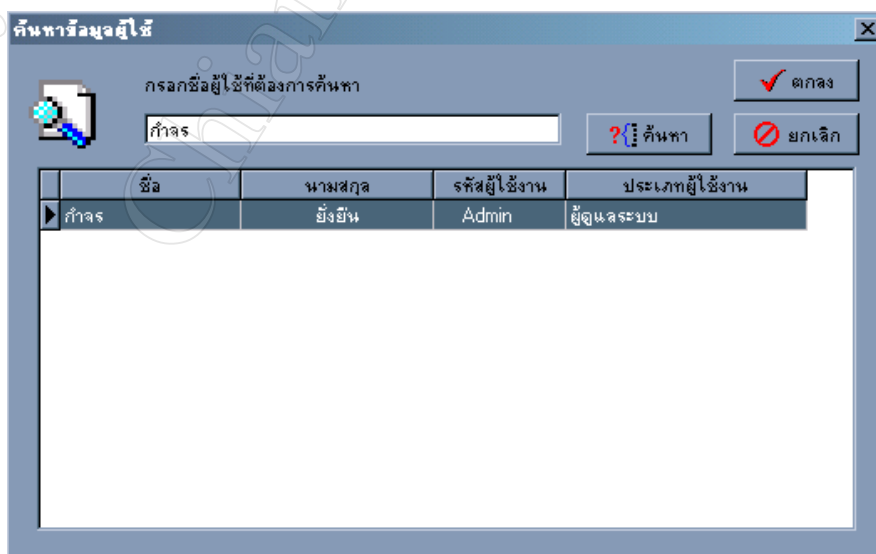 ค้นหาข้อมูลผู้ใช้
กรอกชื่อผู้ใช้ที่ต้องการค้นหา
ตกลง
กำจร
?{ ค้นหา
ยกเลิก
ชื่อ นามสกุล รหัสผู้ใช้งาน ประเภทผู้ใช้งาน
กำจร ยั่งยืน Admin ผู้ดูแลระบบ
Chian